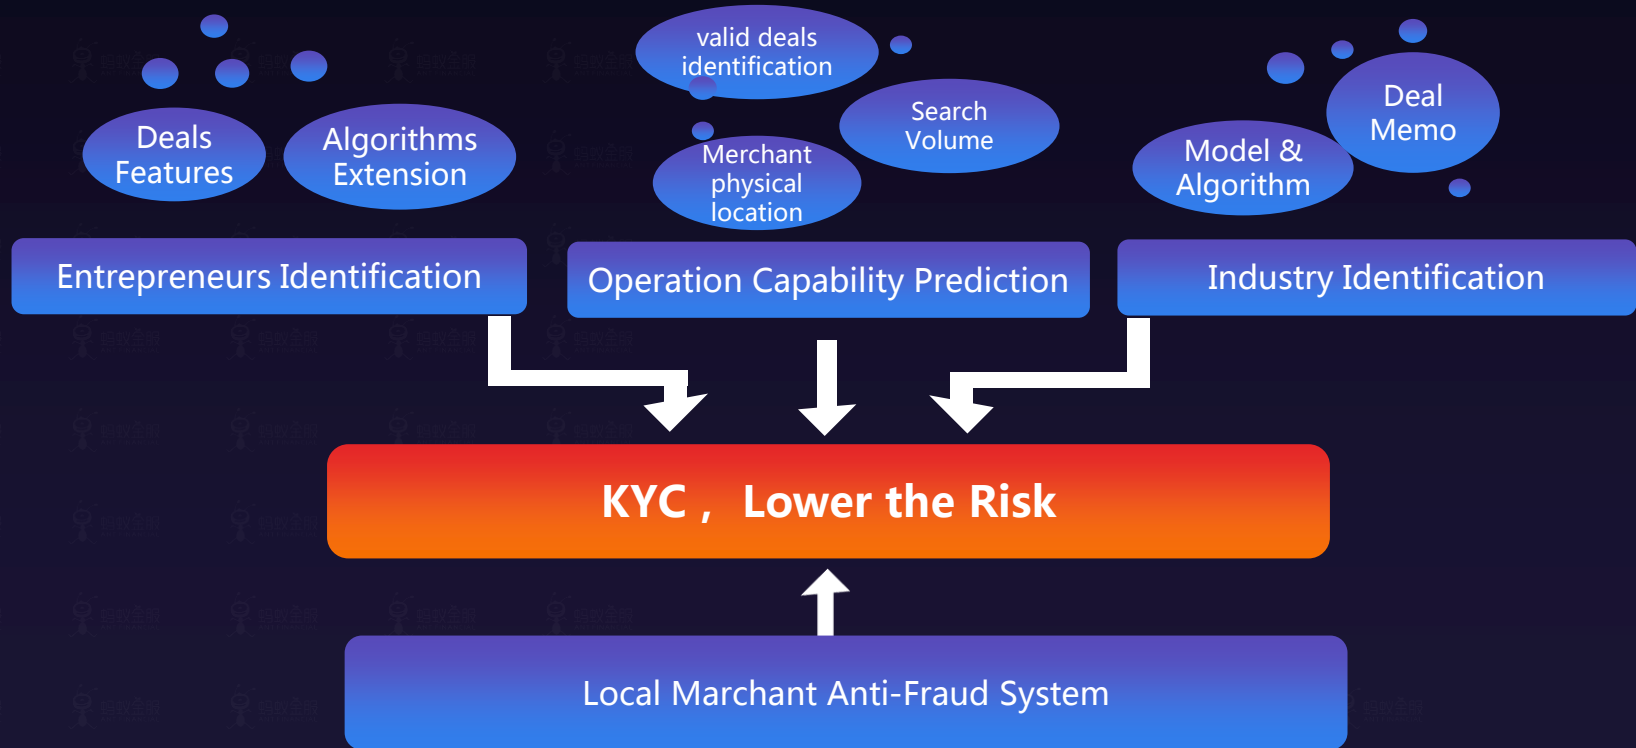 valid deals
identification
Deals
Features
Algorithms
Extension
Search
Volume
Merchant
physical
location
Model &
Algorithm
Deal
Memo
Entrepreneurs Identification
Operation Capability Prediction
Industry Identification
KYC， Lower the Risk
Local Marchant Anti-Fraud System